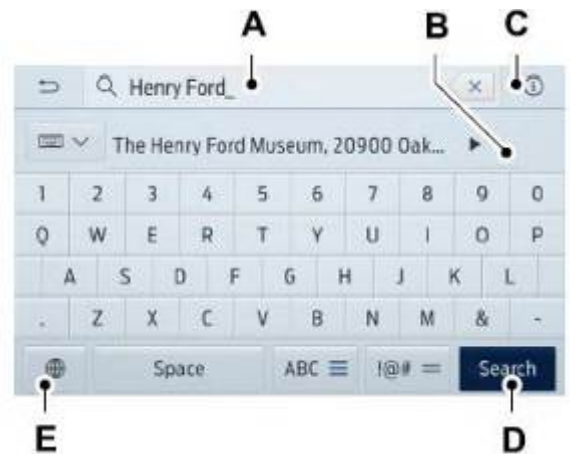 A
B
C
Henry Ford_
The Henry Ford Museum, 20900 Oak...
1 2 3 4 5 6 7 8 9 0
Q W E R T Y U I O P
A S D F G H J K L
. Z X C V B N M & -
Space ABC !@# Search
E
D